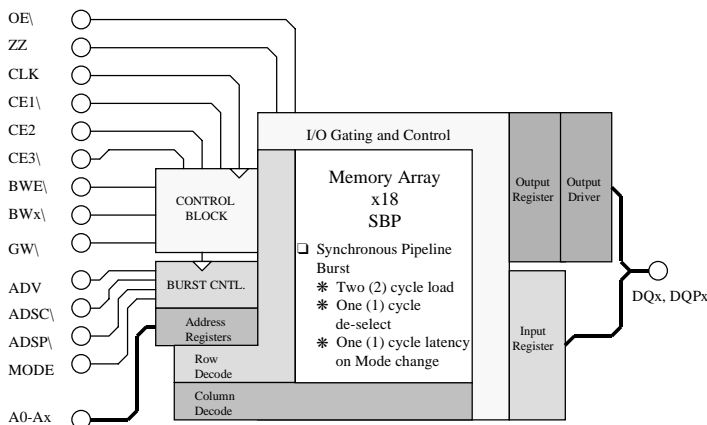 OE\
ZZ
CLK
CE1\
CE2
CE3\
BWE\
BWx\
GW\
ADV
ADSC\
ADSP\
MODE
A0-Ax
CONTROL
BLOCK
BURST CNTL.
Address
Registers
Row
Decode
Column
Decode
I/O Gating and Control
Memory Array
x18
SBP
❑ Synchronous Pipeline
Burst
✳ Two (2) cycle load
✳ One (1) cycle
de-select
✳ One (1) cycle latency
on Mode change
Output
Register
Output
Driver
Input
Register
DQx, DQPx